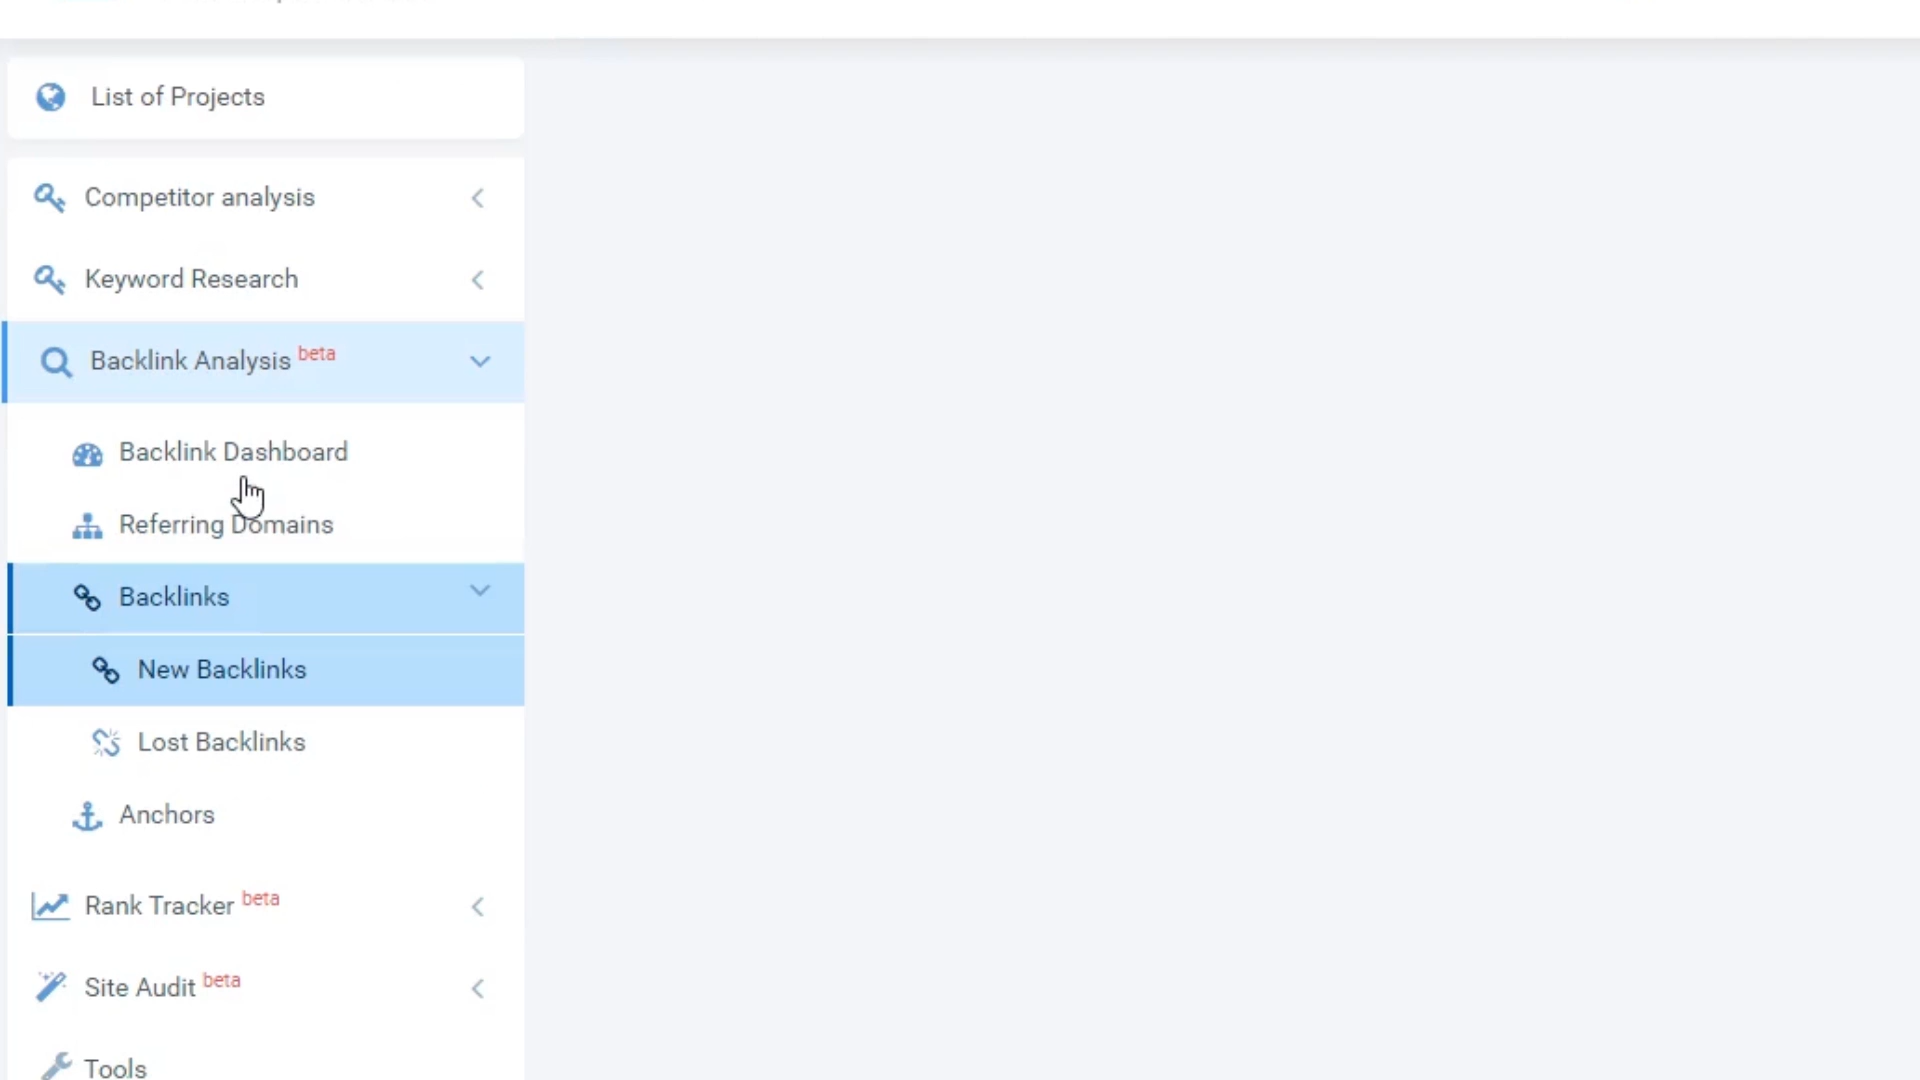 List of Projects
Competitor analysis
Keyword Research
Backlink Analysis beta
Backlink Dashboard
Referring Domains
Backlinks
New Backlinks
Lost Backlinks
Anchors
Rank Tracker beta
Site Audit beta
Tools